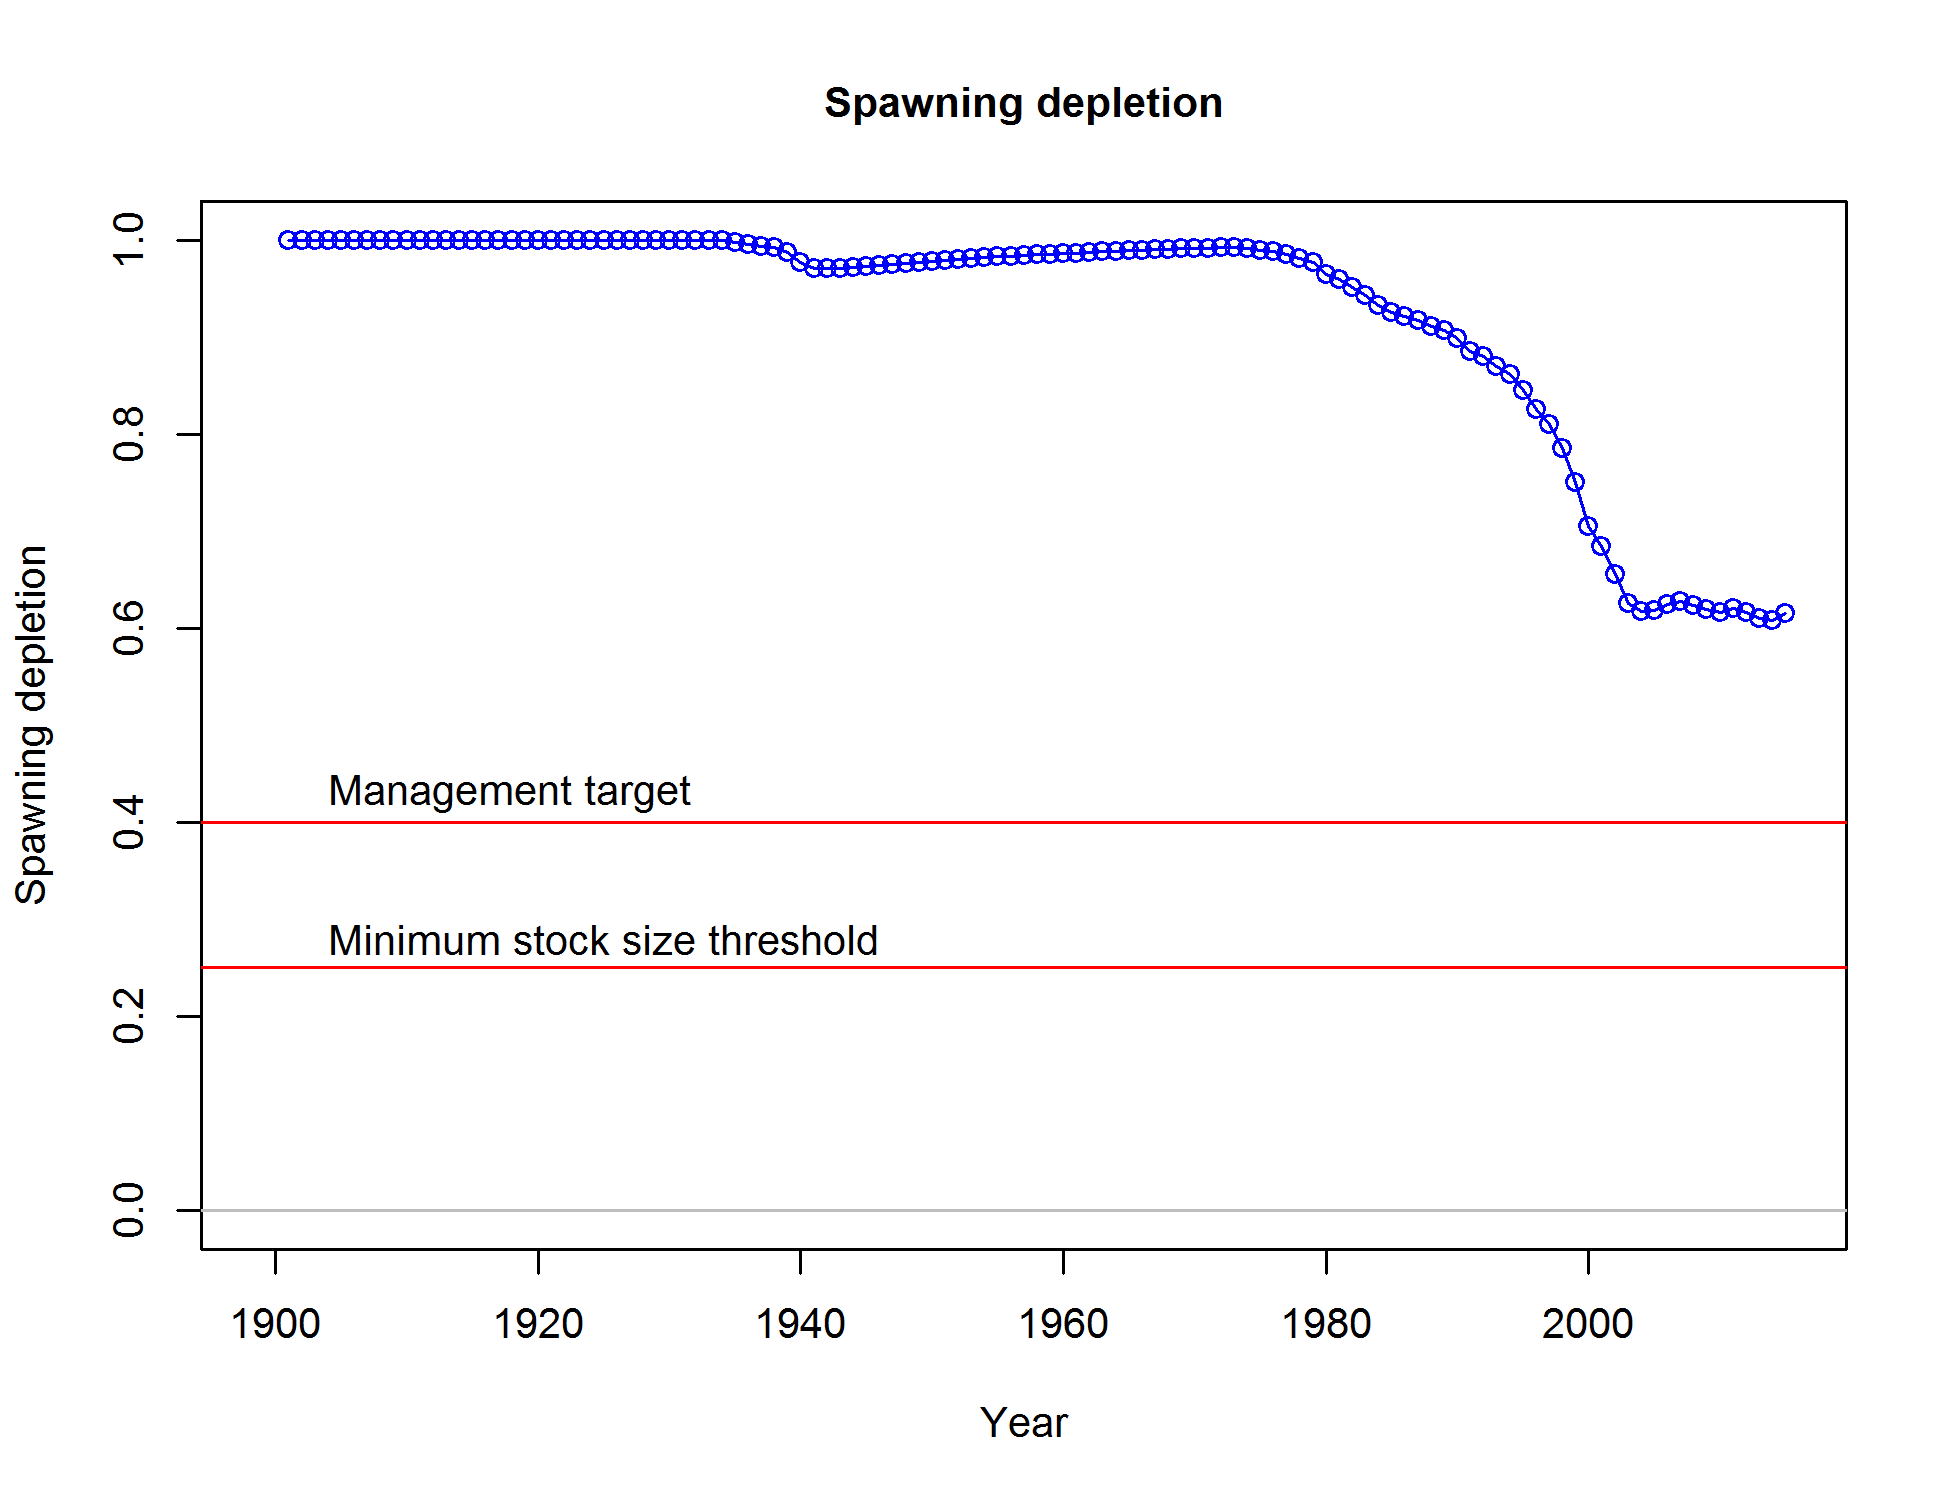 Spawning depletion
Spawning depletion
1.0
0.8
0.6
0.4
0.2
0.0
Management target
Minimum stock size threshold
1900 1920 1940 1960 1980 2000
Year